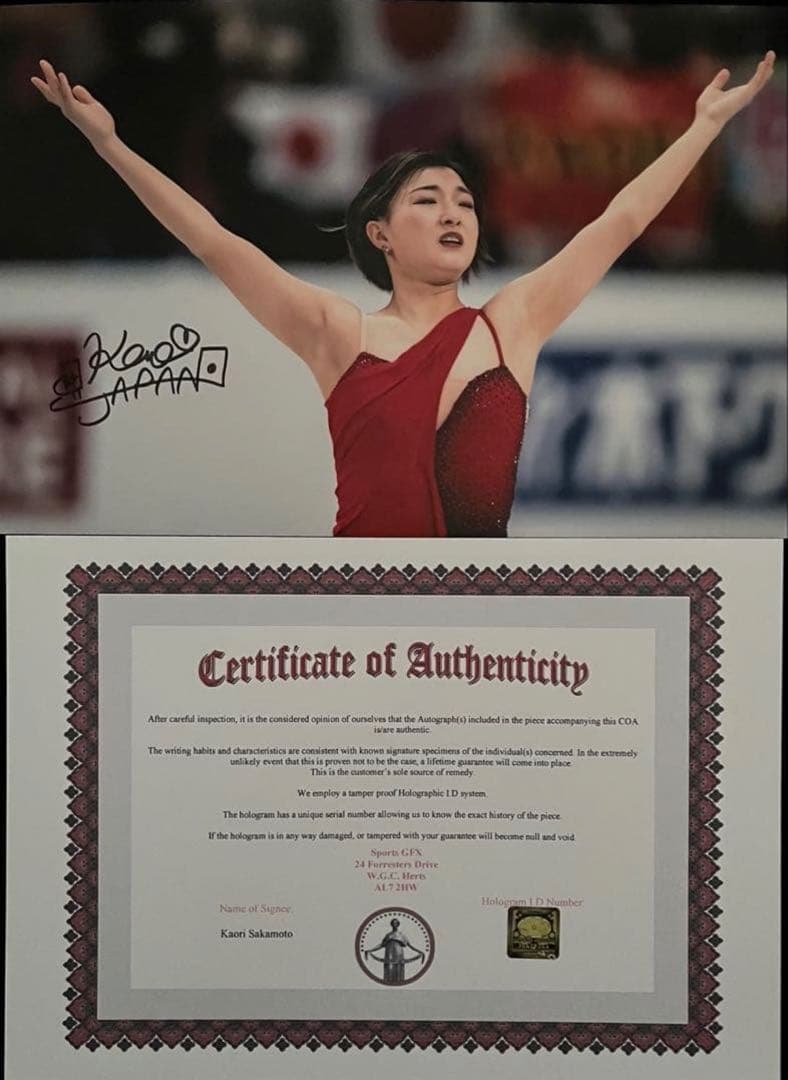 Kaori
JAPAN
Certificate of Authenticity
After careful inspection, it is the considered opinion of ourselves that the Autograph(s) included in the piece accompanying this COA
is/are authentic.
The writing habits and characteristics are consistent with known signature specimens of the individual(s) concerned. In the extremely
unlikely event that this is proven not to be the case, a lifetime guarantee will come into place.
This is the customer's sole source of remedy.
We employ a tamper proof Holographic I.D system.
The hologram has a unique serial number allowing us to know the exact history of the piece.
If the hologram is in any way damaged, or tampered with your guarantee will become null and void.
Sports GFX
24 Forresters Drive
W.G.C. Herts
AL7 2HW
Name of Signee
Hologram I.D Number
Kaori Sakamoto